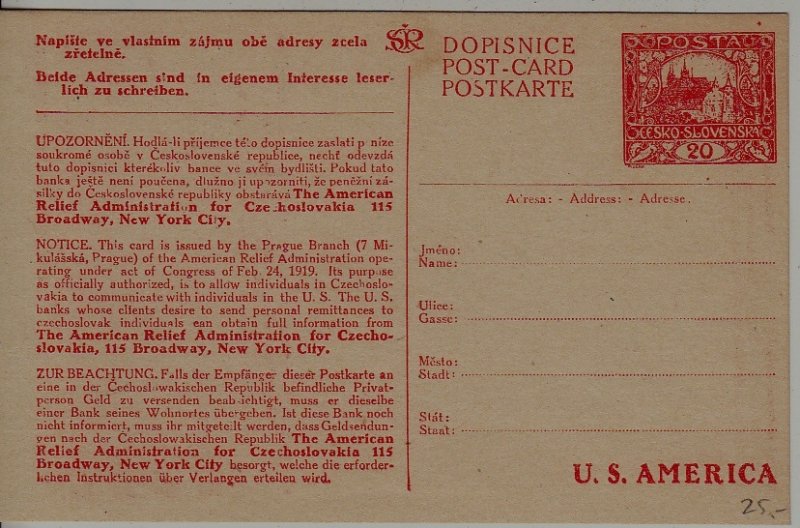 Napište ve vlastním zájmu obě adresy zcela
zřetelně.
Beide Adressen sind in eigenem Interesse leser-
lich zu schreiben.
UPOZORNĚNÍ. Hodlá-li příjemce této dopisnice zaslati p níze
soukromé osobě v Československé republice, nechť odevzdá
tuto dopisnici kterékoliv bance ve svém bydlišti. Pokud tato
banka ještě není poučena, dlužno ji upozorniti, že peněžní zá-
silky do Československé republiky obstarává The American
Relief Administration for Czechoslovakia 115
Broadway, New York City.
NOTICE. This card is issued by the Prague Branch (7 Mi-
kulášská, Prague) of the American Relief Administration ope-
rating under act of Congress of Feb. 24, 1919. Its purpose
as officially authorized, is to allow individuals in Czechoslo-
vakia to communicate with individuals in the U. S. The U. S.
banks whose clients desire to send personal remittances to
czechoslovak individuals can obtain full information from
The American Relief Administration for Czecho-
slovakia, 115 Broadway, New York City.
ZUR BEACHTUNG. Falls der Empfänger dieser Postkarte an
eine in der Čechoslowakischen Republik befindliche Privat-
person Geld zu versenden beabsichtigt, muss er dieselbe
einer Bank seines Wohnortes übergeben. Ist diese Bank noch
nicht informiert, muss ihr mitgeteilt werden, dass Geldsendun-
gen nach der Čechoslowakischen Republik The American
Relief Administration for Czechoslovakia 115
Broadway, New York City besorgt, welche die erforder-
lichen Instruktionen über Verlangen erteilen wird.
SČR
DOPISNICE
POST-CARD
POSTKARTE
POŠTA
ČESKO-SLOVENSKÁ
20
Adresa: - Address: - Adresse.
Jméno:
Name:
Ulice:
Gasse:
Město:
Stadt:
Stát:
Staat:
U. S. AMERICA
25,-